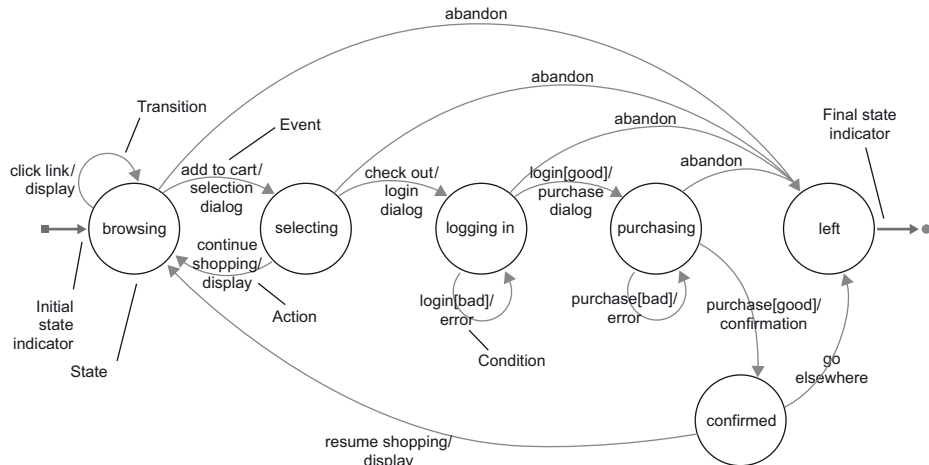 abandon
abandon
Transition
Final state
indicator
Event
abandon
click link/
display
add to cart/
selection
dialog
check out/
login
dialog
login[good]/
purchase
dialog
abandon
browsing
selecting
logging in
purchasing
left
continue
shopping/
display
Initial
state
indicator
Action
login[bad]/
error
purchase[bad]/
error
purchase[good]/
confirmation
State
Condition
go
elsewhere
confirmed
resume shopping/
display